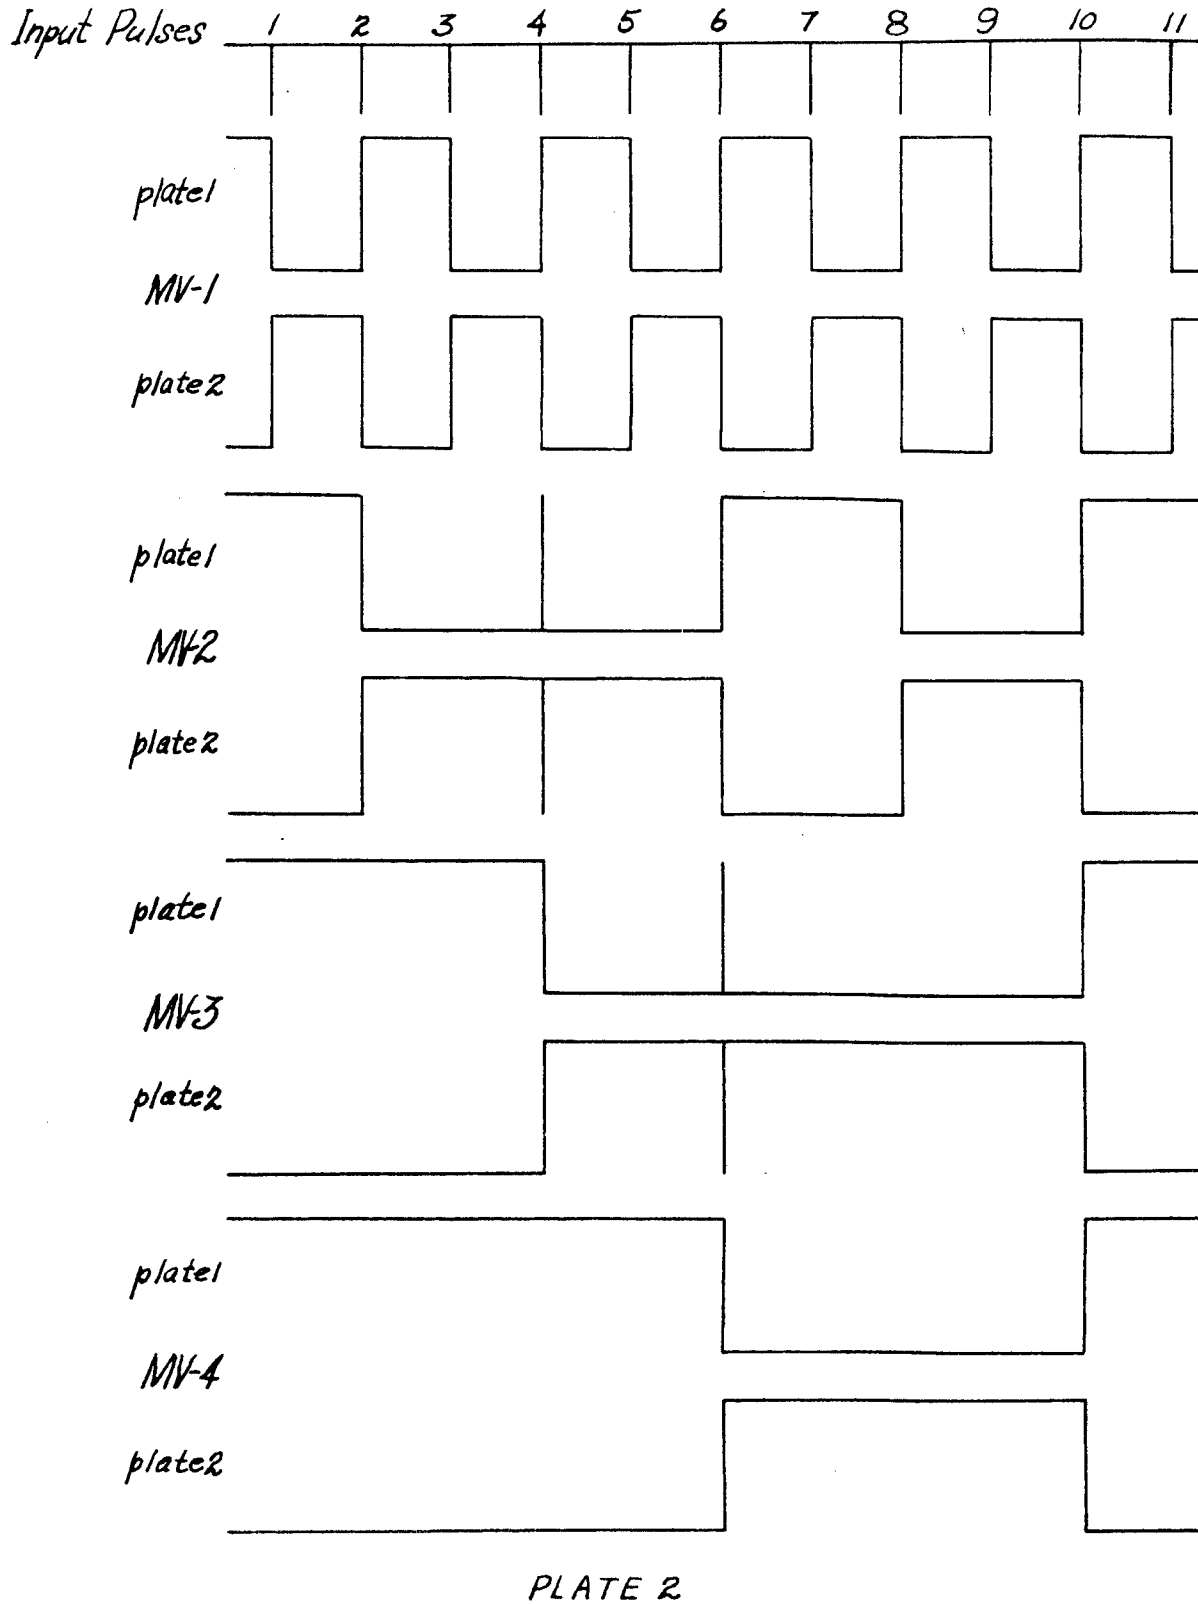 Input Pulses 1 2 3 4 5 6 7 8 9 10 11
plate1
MV-1
plate2
plate1
MV-2
plate2
plate1
MV-3
plate2
plate1
MV-4
plate2
PLATE 2